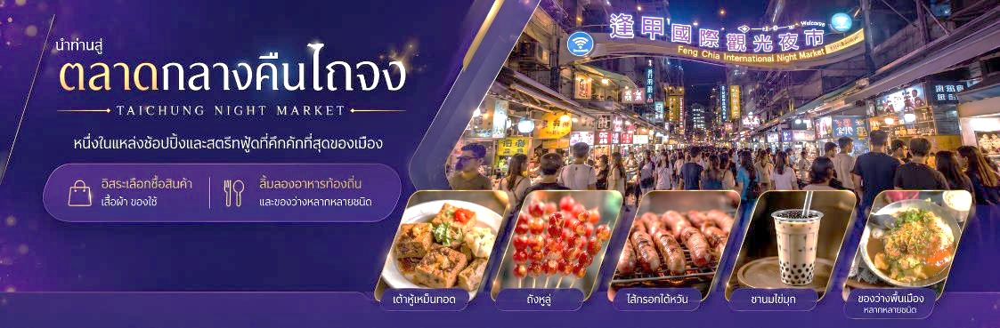 นำท่านสู่
ตลาดกลางคืนไถจง
TAICHUNG NIGHT MARKET
หนึ่งในแหล่งช้อปปิ้งและสตรีทฟู้ดที่คึกคักที่สุดของเมือง
อิสระเลือกซื้อสินค้า
เสื้อผ้า ของใช้
ลิ้มลองอาหารท้องถิ่น
และของว่างหลากหลายชนิด
逢甲國際觀光夜市
Welcome
Feng Chia International Night Market
เต้าหู้เหม็นทอด
ถังหูลู่
ไส้กรอกไต้หวัน
ชานมไข่มุก
ของว่างพื้นเมือง
หลากหลายชนิด